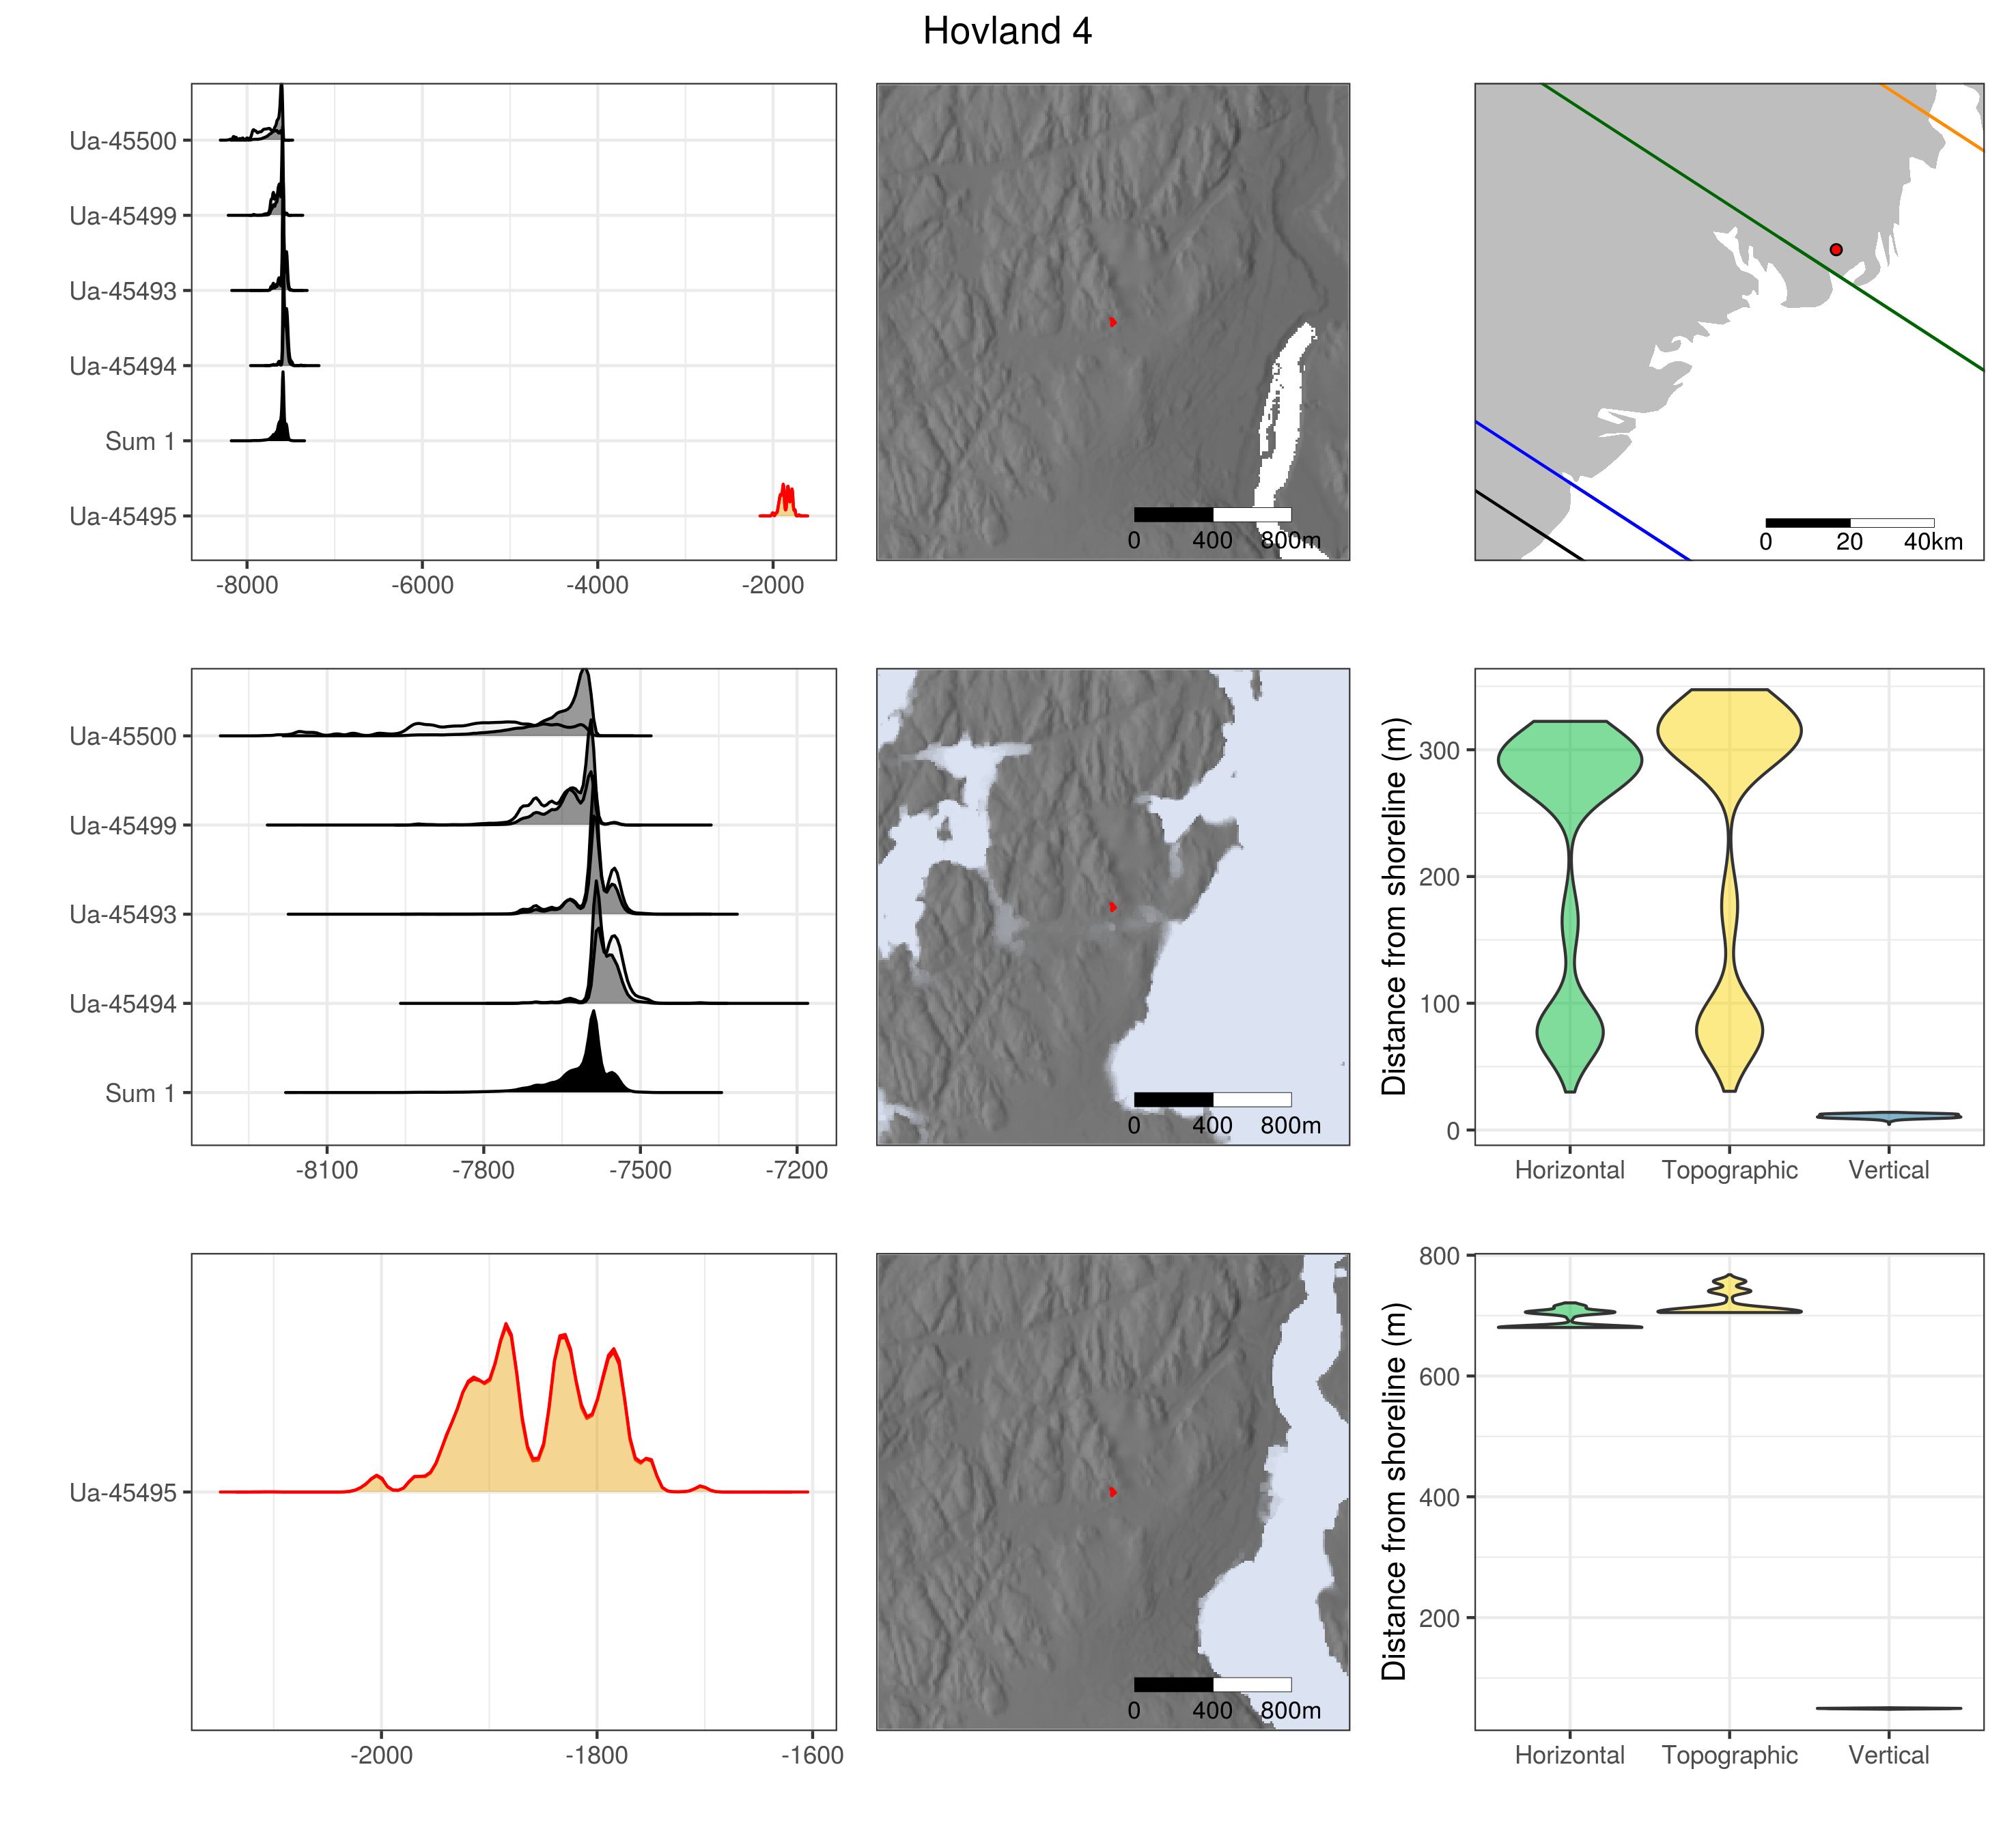 Hovland 4
Ua-45500
Ua-45499
Ua-45493
Ua-45494
Sum 1
Ua-45495
-8000 -6000 -4000 -2000
0 400 800m
0 20 40km
Ua-45500
Ua-45499
Ua-45493
Ua-45494
Sum 1
-8100 -7800 -7500 -7200
0 400 800m
Distance from shoreline (m)
300
200
100
0
Horizontal Topographic Vertical
Ua-45495
-2000 -1800 -1600
0 400 800m
Distance from shoreline (m)
800
600
400
200
Horizontal Topographic Vertical